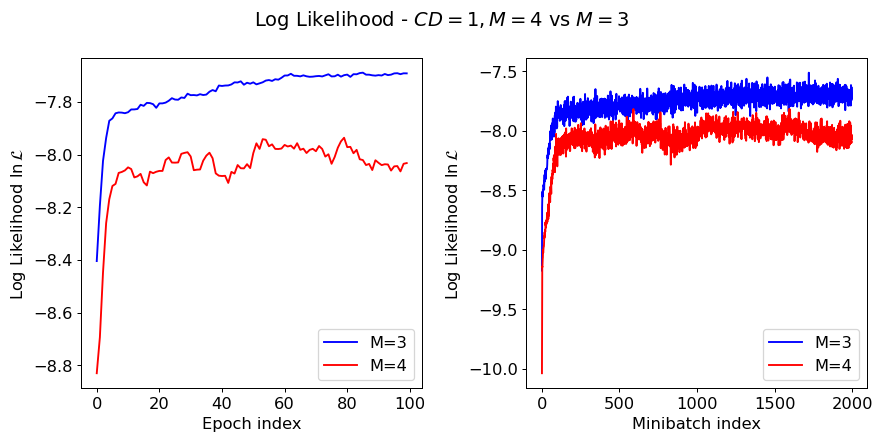 Log Likelihood - CD = 1, M = 4 vs M = 3
Log Likelihood ln ℒ
−7.8
−8.0
−8.2
−8.4
−8.6
−8.8
0
20
40
60
80
100
Epoch index
M=3
M=4
Log Likelihood ln ℒ
−7.5
−8.0
−8.5
−9.0
−9.5
−10.0
0
500
1000
1500
2000
Minibatch index
M=3
M=4